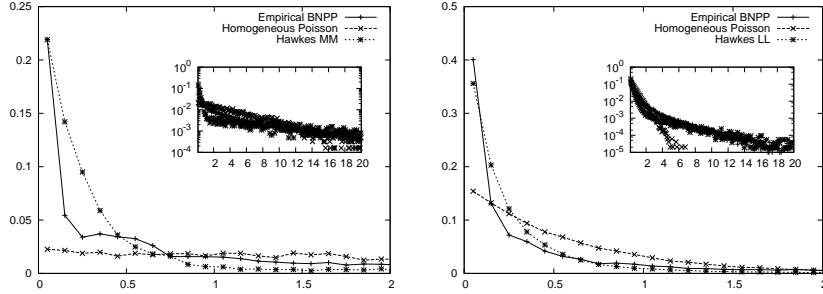 0.25
0.2
0.15
0.1
0.05
0
0 0.5 1 1.5 2
Empirical BNPP
Homogeneous Poisson
Hawkes MM
10^0
10^-1
10^-2
10^-3
10^-4
2 4 6 8 10 12 14 16 18 20
0.5
0.4
0.3
0.2
0.1
0
0 0.5 1 1.5 2
Empirical BNPP
Homogeneous Poisson
Hawkes LL
10^0
10^-1
10^-2
10^-3
10^-4
10^-5
2 4 6 8 10 12 14 16 18 20